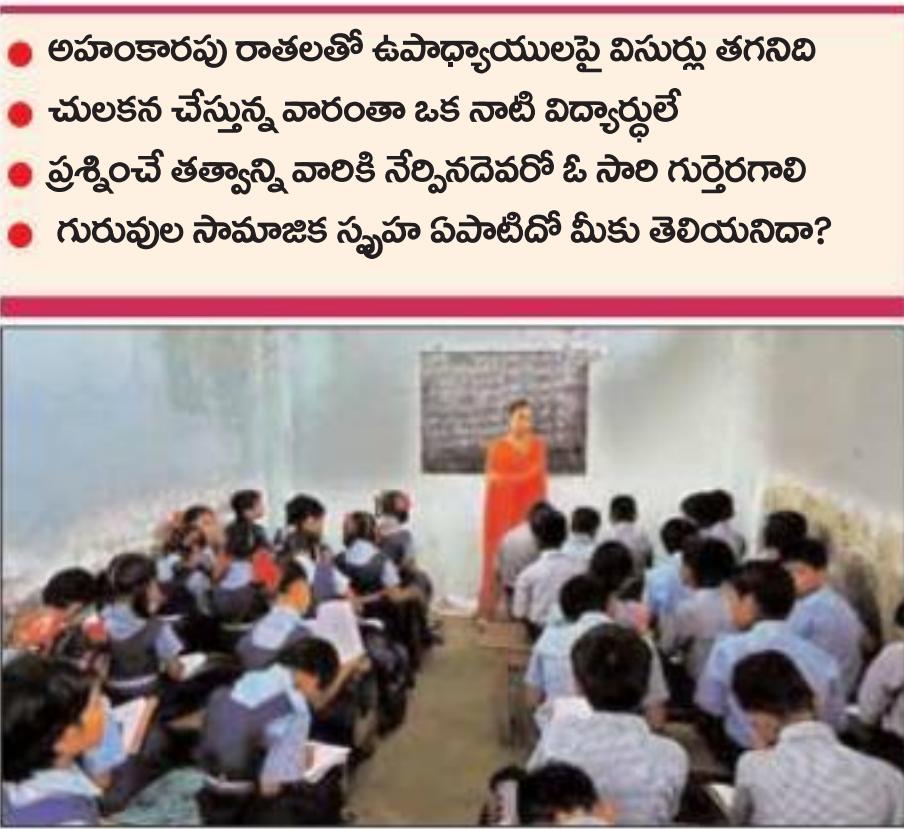 అహంకారపు రాతలతో ఉపాధ్యాయులపై విసుర్లు తగనిది
చులకన చేస్తున్న వారంతా ఒక నాటి విద్యార్థులే
ప్రశ్నించే తత్వాన్ని వారికి నేర్పినదెవరో ఓ సారి గుర్తెరగాలి
గురువుల సామాజిక స్పృహ ఏపాటిదో మీకు తెలియనిదా?